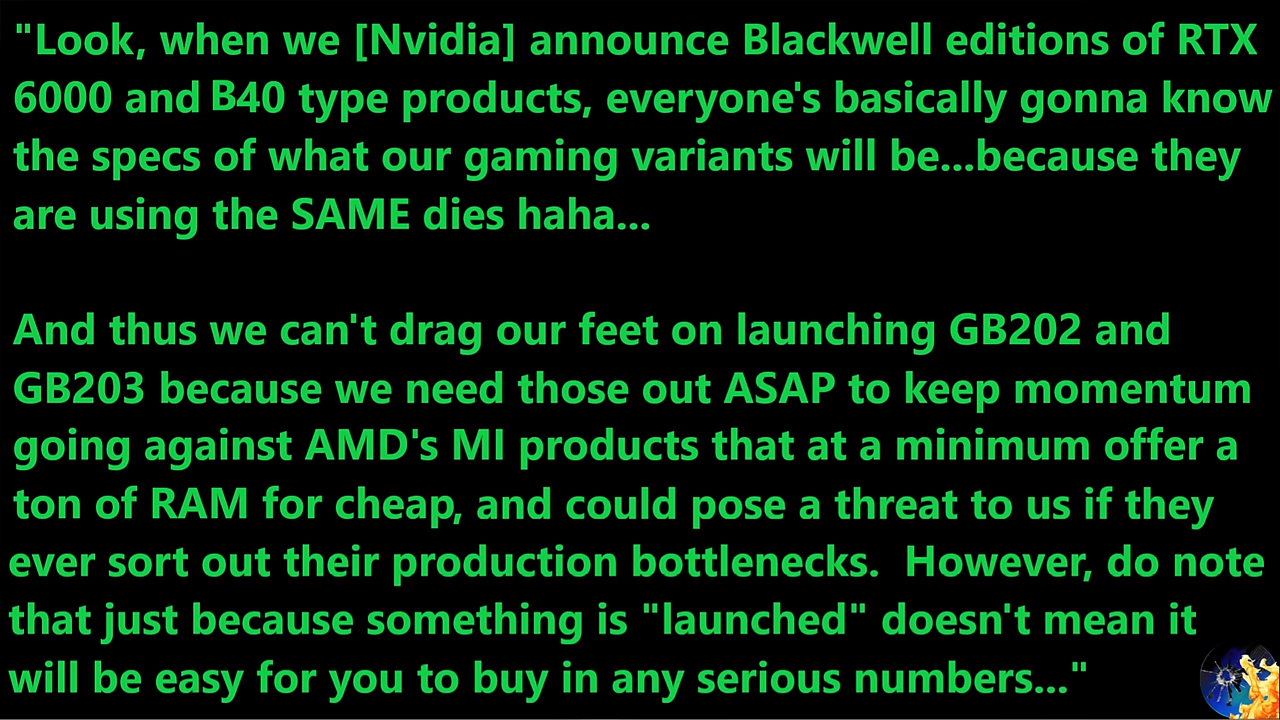 "Look, when we [Nvidia] announce Blackwell editions of RTX
6000 and B40 type products, everyone's basically gonna know
the specs of what our gaming variants will be...because they
are using the SAME dies haha...
And thus we can't drag our feet on launching GB202 and
GB203 because we need those out ASAP to keep momentum
going against AMD's MI products that at a minimum offer a
ton of RAM for cheap, and could pose a threat to us if they
ever sort out their production bottlenecks.  However, do note
that just because something is "launched" doesn't mean it
will be easy for you to buy in any serious numbers..."